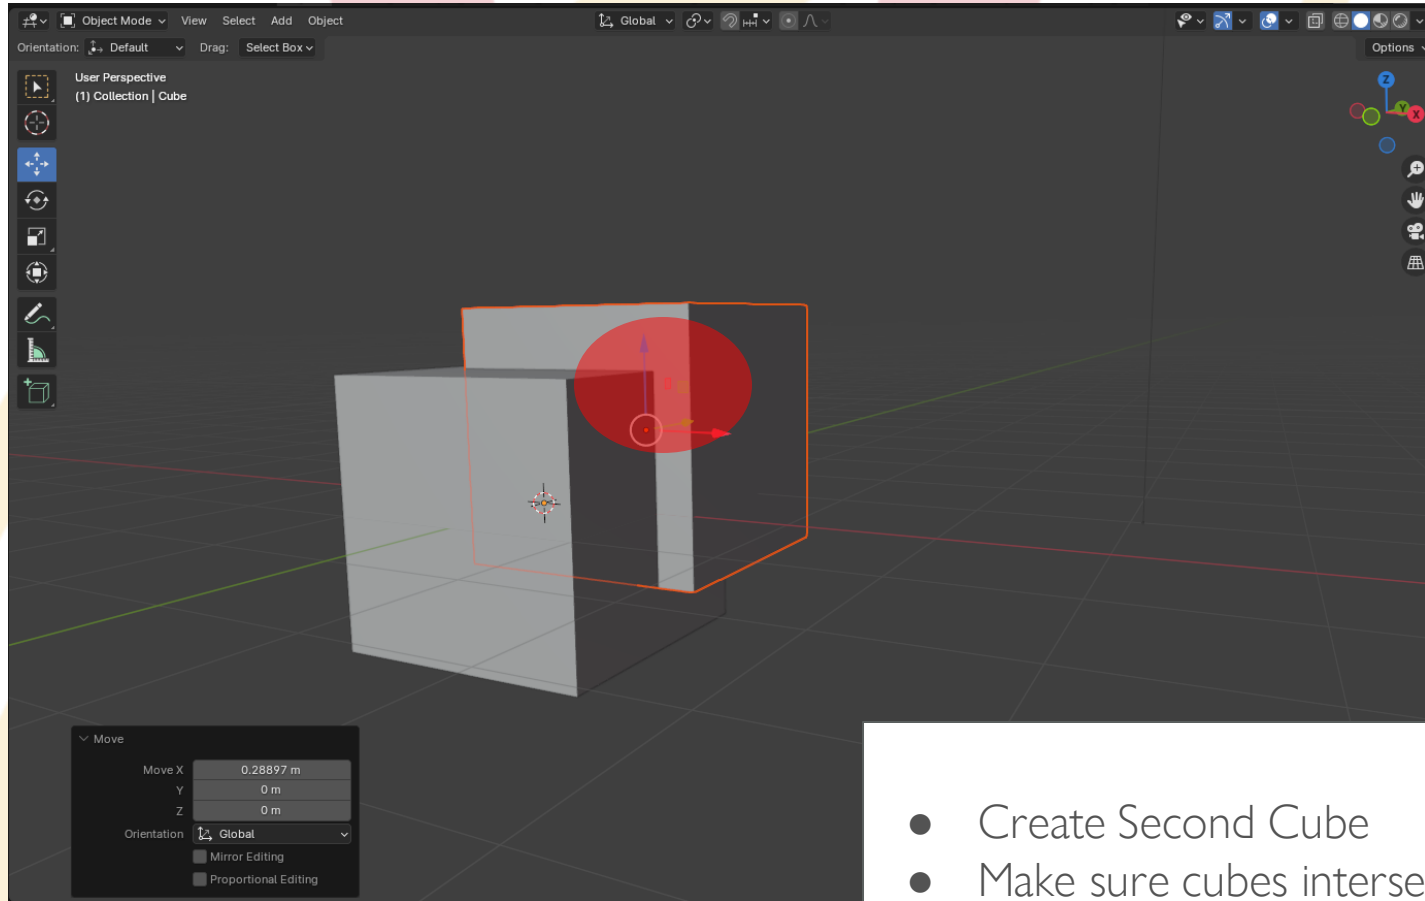 Object Mode View Select Add Object Global
Orientation: Default Drag: Select Box Options
User Perspective
(1) Collection | Cube
Z
Y
X
Move
Move X 0.28897 m
Y 0 m
Z 0 m
Orientation Global
Mirror Editing
Proportional Editing
● Create Second Cube
● Make sure cubes interse